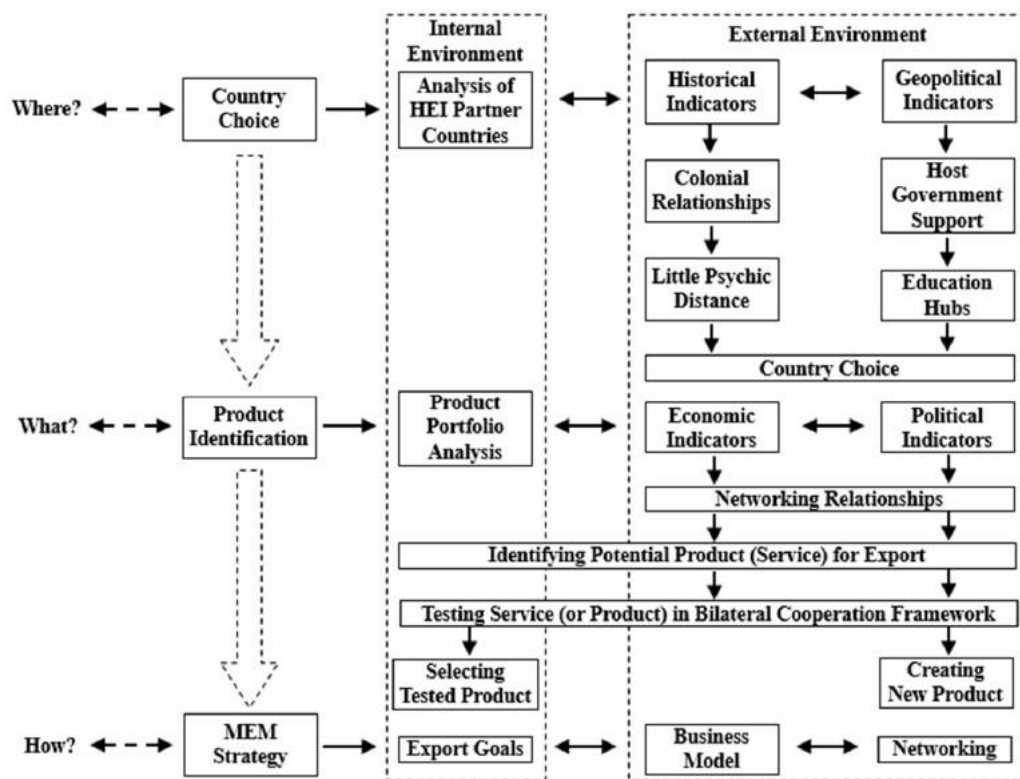 Internal
Environment
External Environment
Where?
Country
Choice
Analysis of
HEI Partner
Countries
Historical
Indicators
Geopolitical
Indicators
Colonial
Relationships
Host
Government
Support
Little Psychic
Distance
Education
Hubs
Country Choice
What?
Product
Identification
Product
Portfolio
Analysis
Economic
Indicators
Political
Indicators
Networking Relationships
Identifying Potential Product (Service) for Export
Testing Service (or Product) in Bilateral Cooperation Framework
Selecting
Tested Product
Creating
New Product
How?
MEM
Strategy
Export Goals
Business
Model
Networking